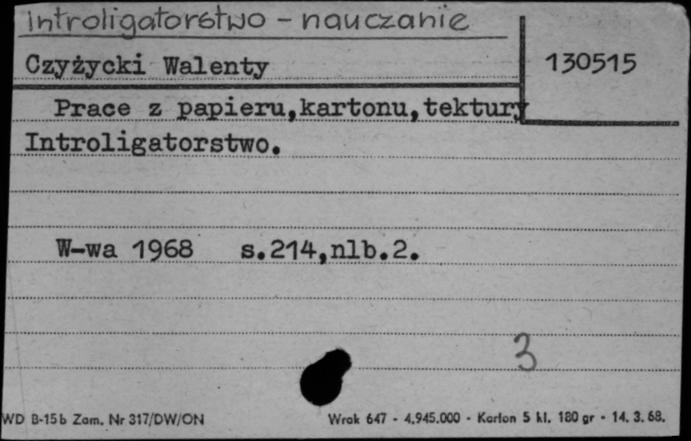 Introligatorstwo - nauczanie
Czyżycki Walenty
130515
Prace z papieru,kartonu,tektury
Introligatorstwo.
W-wa 1968 s.214,nlb.2.
3
WD B-15b Zam. Nr 317/DW/ON
Wrok 647 - 4.945.000 - Karton 5 kl. 180 gr - 14. 3. 68.